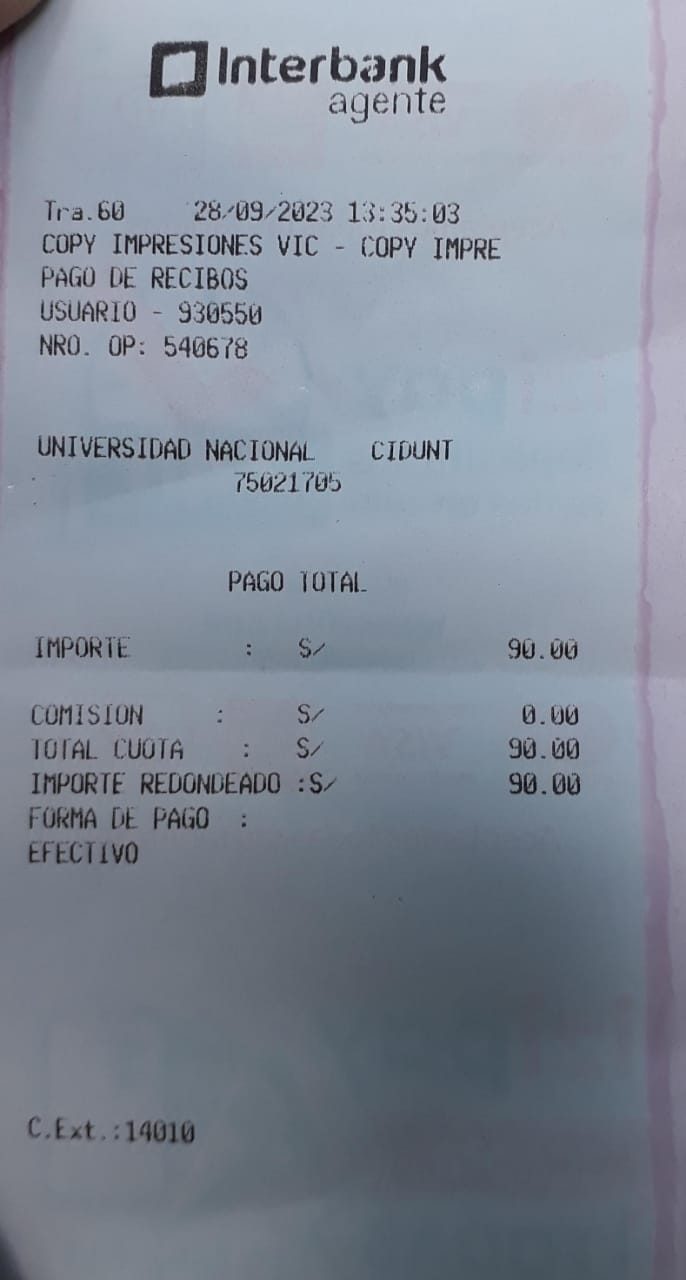 Interbank
agente
Tra.60 28/09/2023 13:35:03
COPY IMPRESIONES VIC - COPY IMPRE
PAGO DE RECIBOS
USUARIO - 930550
NRO. OP: 540678
UNIVERSIDAD NACIONAL CIDUNT
75021705
PAGO TOTAL
IMPORTE : S/ 90.00
COMISION : S/ 0.00
TOTAL CUOTA : S/ 90.00
IMPORTE REDONDEADO :S/ 90.00
FORMA DE PAGO :
EFECTIVO
C.Ext.:14010